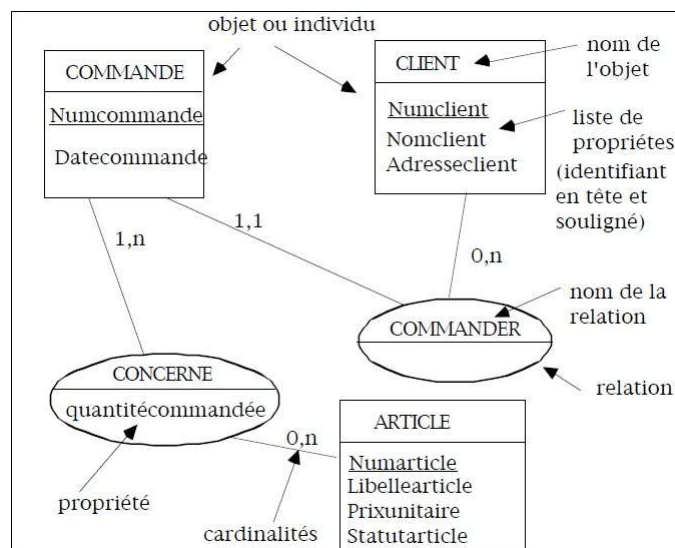 objet ou individu
COMMANDE
Numcommande
Datecommande
CLIENT
Numclient
Nomclient
Adresseclient
nom de
l'objet
liste de
propriétes
(identifiant
en tête et
souligné)
1,n
1,1
0,n
COMMANDER
nom de la
relation
relation
CONCERNE
quantitécommandée
0,n
ARTICLE
Numarticle
Libellearticle
Prixunitaire
Statutarticle
propriété
cardinalités